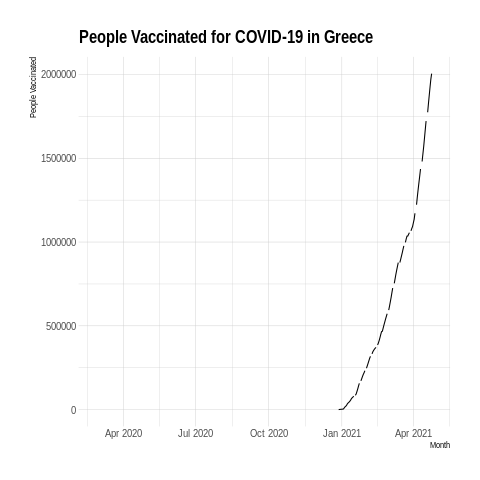 People Vaccinated for COVID-19 in Greece
People Vaccinated
2000000
1500000
1000000
500000
0
Apr 2020 Jul 2020 Oct 2020 Jan 2021 Apr 2021
Month